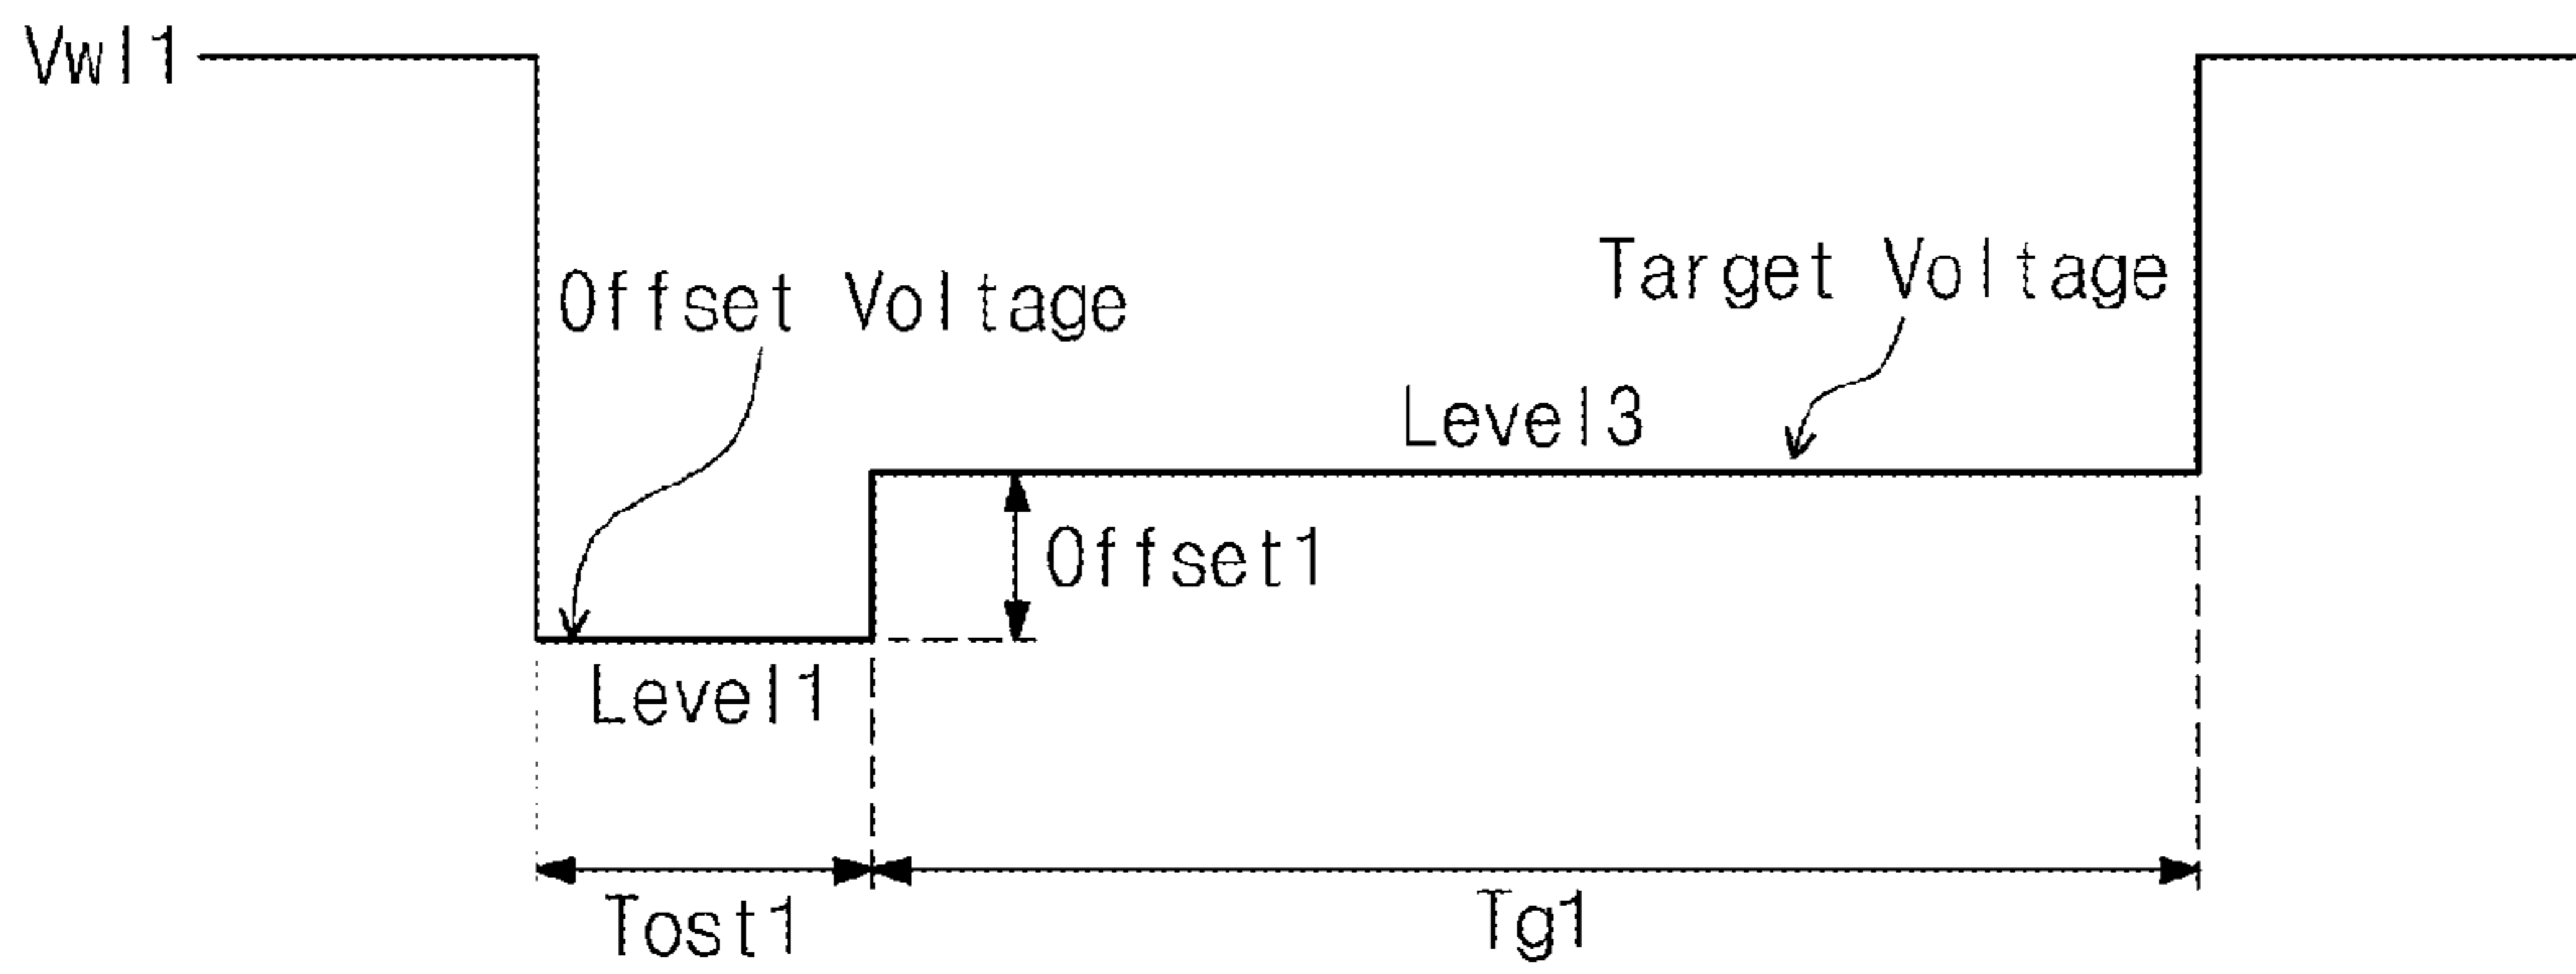 Vwl1
Target Voltage
Offset Voltage
Level3
Offset1
Level1
Tost1
Tg1